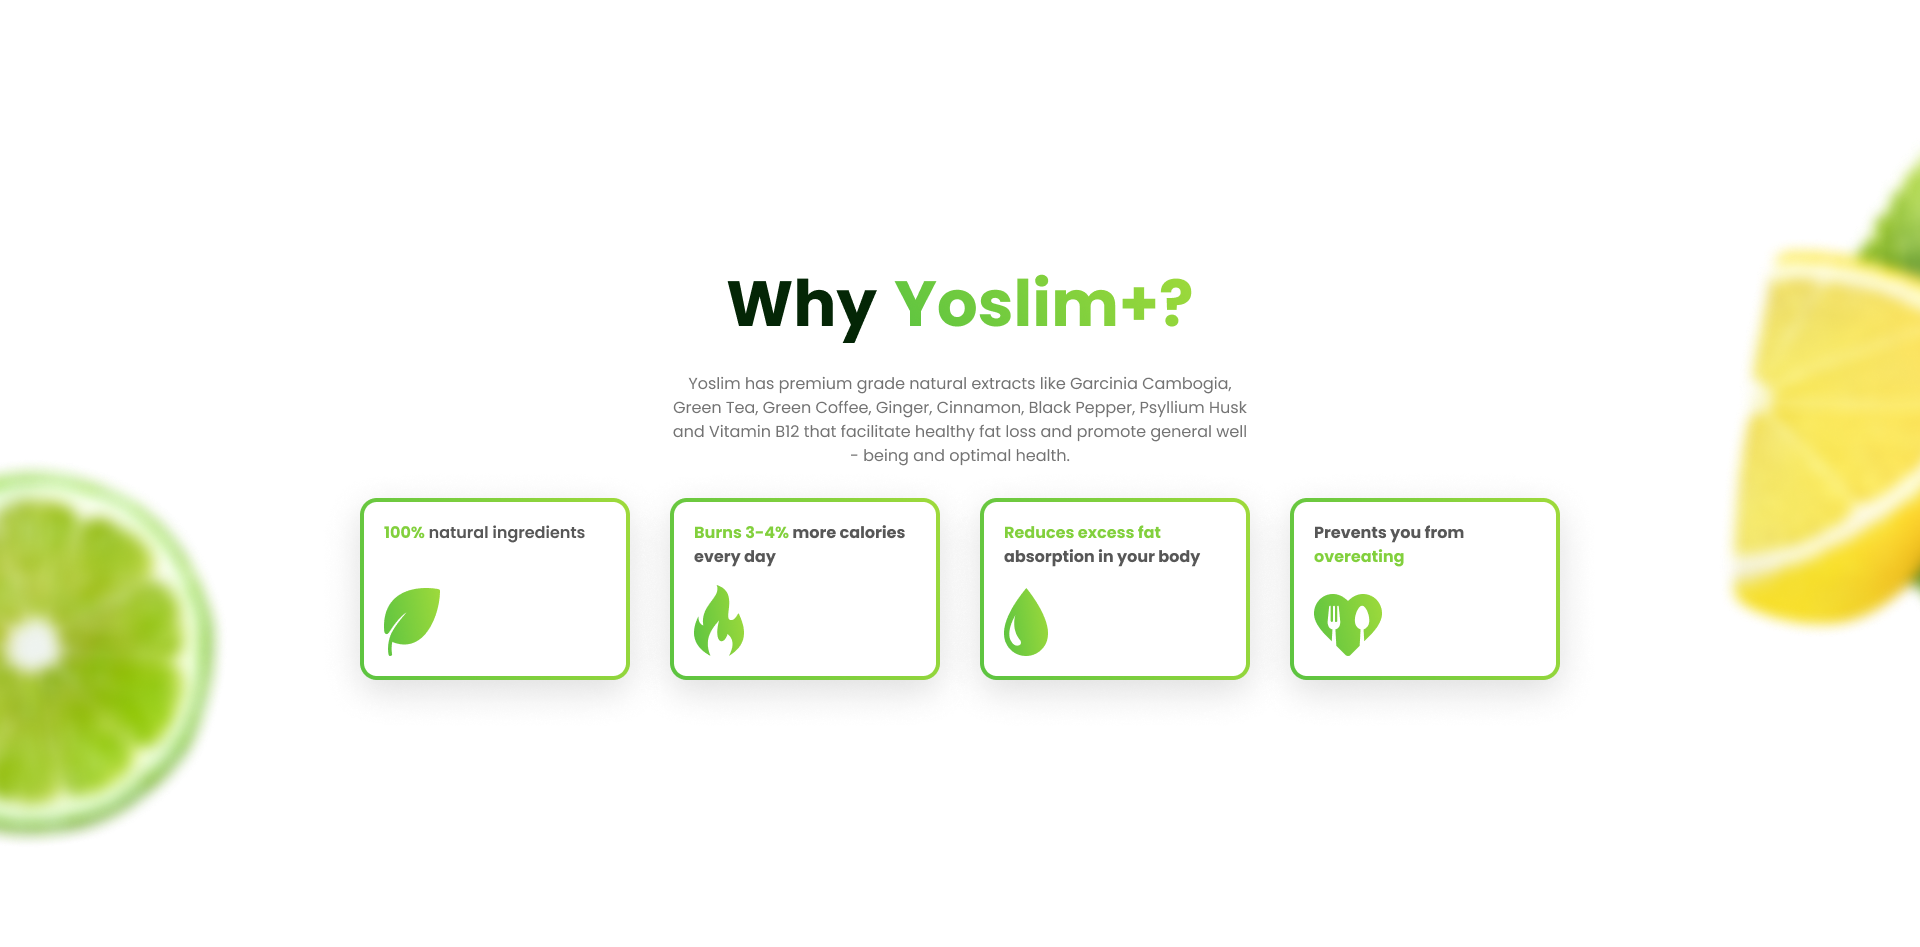 Why Yoslim+?
Yoslim has premium grade natural extracts like Garcinia Cambogia,
Green Tea, Green Coffee, Ginger, Cinnamon, Black Pepper, Psyllium Husk
and Vitamin B12 that facilitate healthy fat loss and promote general well
- being and optimal health.
100% natural ingredients
Burns 3-4% more calories
every day
Reduces excess fat
absorption in your body
Prevents you from
overeating